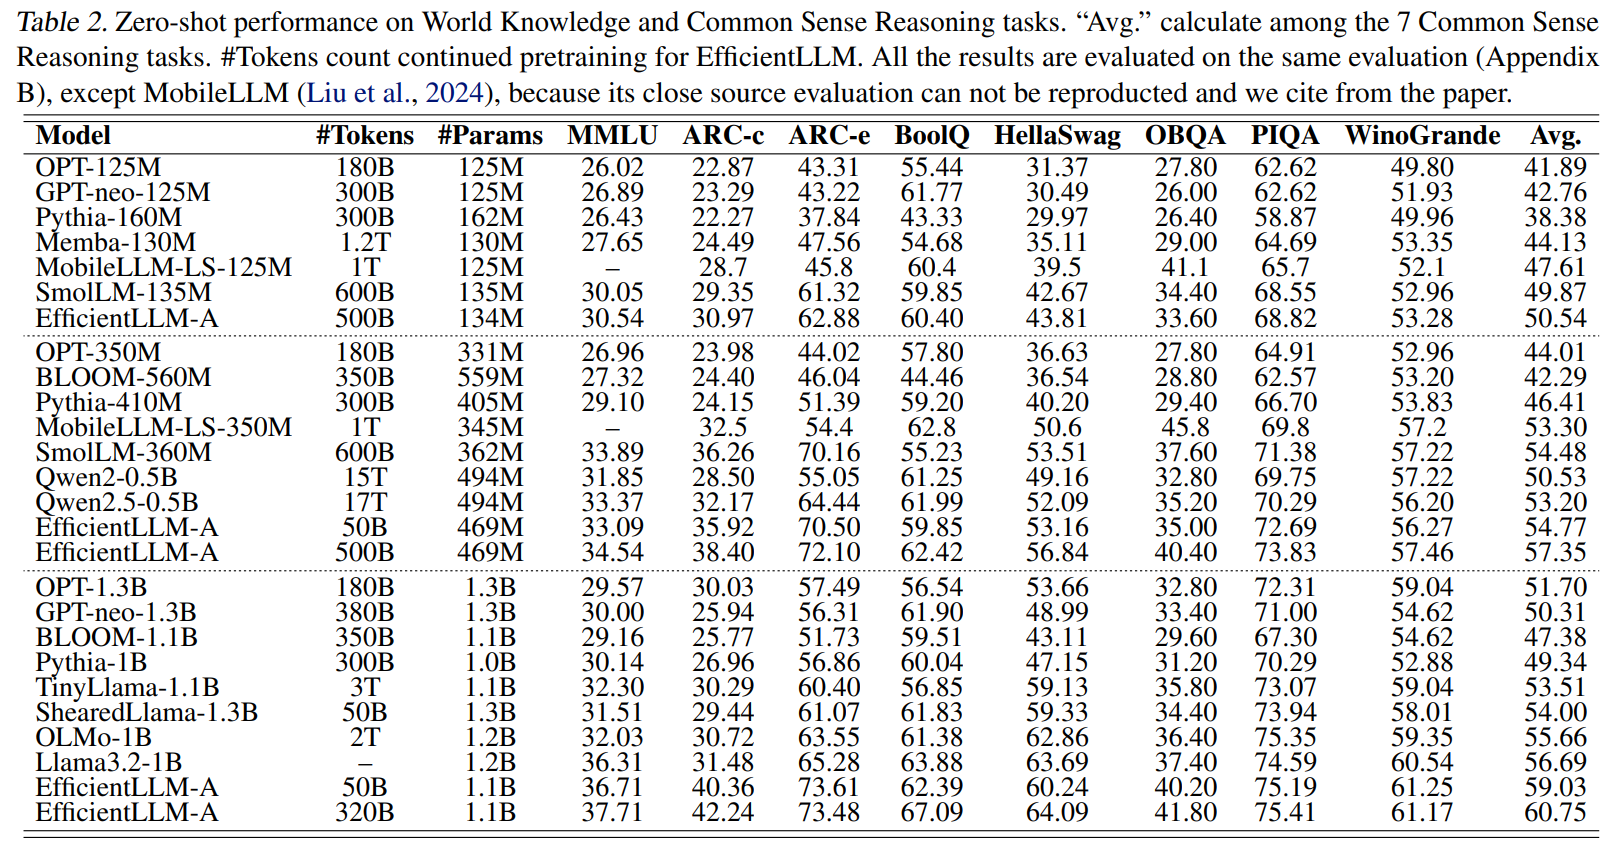 Table 2. Zero-shot performance on World Knowledge and Common Sense Reasoning tasks. “Avg.” calculate among the 7 Common Sense
Reasoning tasks. #Tokens count continued pretraining for EfficientLLM. All the results are evaluated on the same evaluation (Appendix
B), except MobileLLM (Liu et al., 2024), because its close source evaluation can not be reproducted and we cite from the paper.
Model #Tokens #Params MMLU ARC-c ARC-e BoolQ HellaSwag OBQA PIQA WinoGrande Avg.
OPT-125M 180B 125M 26.02 22.87 43.31 55.44 31.37 27.80 62.62 49.80 41.89
GPT-neo-125M 300B 125M 26.89 23.29 43.22 61.77 30.49 26.00 62.62 51.93 42.76
Pythia-160M 300B 162M 26.43 22.27 37.84 43.33 29.97 26.40 58.87 49.96 38.38
Memba-130M 1.2T 130M 27.65 24.49 47.56 54.68 35.11 29.00 64.69 53.35 44.13
MobileLLM-LS-125M 1T 125M – 28.7 45.8 60.4 39.5 41.1 65.7 52.1 47.61
SmolLM-135M 600B 135M 30.05 29.35 61.32 59.85 42.67 34.40 68.55 52.96 49.87
EfficientLLM-A 500B 134M 30.54 30.97 62.88 60.40 43.81 33.60 68.82 53.28 50.54
OPT-350M 180B 331M 26.96 23.98 44.02 57.80 36.63 27.80 64.91 52.96 44.01
BLOOM-560M 350B 559M 27.32 24.40 46.04 44.46 36.54 28.80 62.57 53.20 42.29
Pythia-410M 300B 405M 29.10 24.15 51.39 59.20 40.20 29.40 66.70 53.83 46.41
MobileLLM-LS-350M 1T 345M – 32.5 54.4 62.8 50.6 45.8 69.8 57.2 53.30
SmolLM-360M 600B 362M 33.89 36.26 70.16 55.23 53.51 37.60 71.38 57.22 54.48
Qwen2-0.5B 15T 494M 31.85 28.50 55.05 61.25 49.16 32.80 69.75 57.22 50.53
Qwen2.5-0.5B 17T 494M 33.37 32.17 64.44 61.99 52.09 35.20 70.29 56.20 53.20
EfficientLLM-A 50B 469M 33.09 35.92 70.50 59.85 53.16 35.00 72.69 56.27 54.77
EfficientLLM-A 500B 469M 34.54 38.40 72.10 62.42 56.84 40.40 73.83 57.46 57.35
OPT-1.3B 180B 1.3B 29.57 30.03 57.49 56.54 53.66 32.80 72.31 59.04 51.70
GPT-neo-1.3B 380B 1.3B 30.00 25.94 56.31 61.90 48.99 33.40 71.00 54.62 50.31
BLOOM-1.1B 350B 1.1B 29.16 25.77 51.73 59.51 43.11 29.60 67.30 54.62 47.38
Pythia-1B 300B 1.0B 30.14 26.96 56.86 60.04 47.15 31.20 70.29 52.88 49.34
TinyLlama-1.1B 3T 1.1B 32.30 30.29 60.40 56.85 59.13 35.80 73.07 59.04 53.51
ShearedLlama-1.3B 50B 1.3B 31.51 29.44 61.07 61.83 59.33 34.40 73.94 58.01 54.00
OLMo-1B 2T 1.2B 32.03 30.72 63.55 61.38 62.86 36.40 75.35 59.35 55.66
Llama3.2-1B – 1.2B 36.31 31.48 65.28 63.88 63.69 37.40 74.59 60.54 56.69
EfficientLLM-A 50B 1.1B 36.71 40.36 73.61 62.39 60.24 40.20 75.19 61.25 59.03
EfficientLLM-A 320B 1.1B 37.71 42.24 73.48 67.09 64.09 41.80 75.41 61.17 60.75